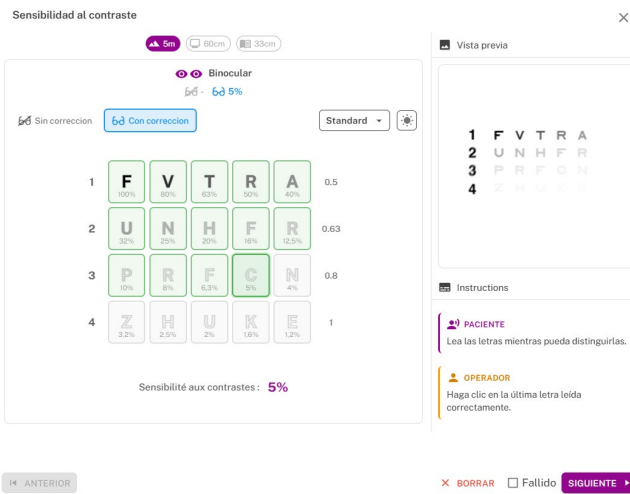 Sensibilidad al contraste
5m 60cm 33cm
Binocular
- 5%
Sin correccion Con correccion Standard
1 F V T R A 0.5
100% 80% 63% 50% 40%
2 U N H F R 0.63
32% 25% 20% 16% 12,5%
3 P R F C N 0.8
10% 8% 6,3% 5% 4%
4 Z H U K E 1
3.2% 2.5% 2% 1,6% 1,2%
Sensibilité aux contrastes : 5%
Vista previa
1 F V T R A
2 U N H F R
3 P R F C N
4 Z H U K E
Instructions
PACIENTE
Lea las letras mientras pueda distinguirlas.
OPERADOR
Haga clic en la última letra leída
correctamente.
ANTERIOR BORRAR Fallido SIGUIENTE